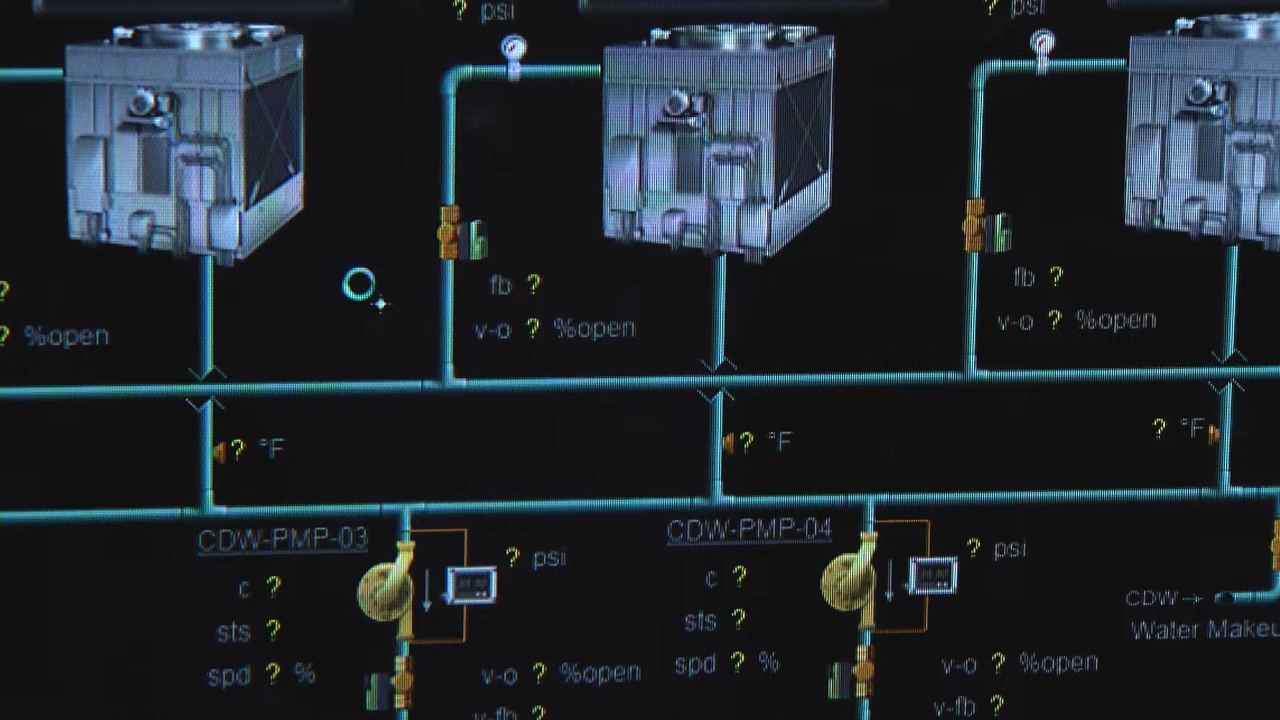 ? psi
? psi
?
fb ?
fb ?
? %open
v-o ? %open
v-o ? %open
? °F
? °F
? °F
CDW-PMP-03
? psi
CDW-PMP-04
? psi
c ?
c ?
sts ?
sts ?
CDW→
Water Makeu
spd ? %
spd ? %
v-o ? %open
v-o ? %open
v-fb ?
v-fb ?